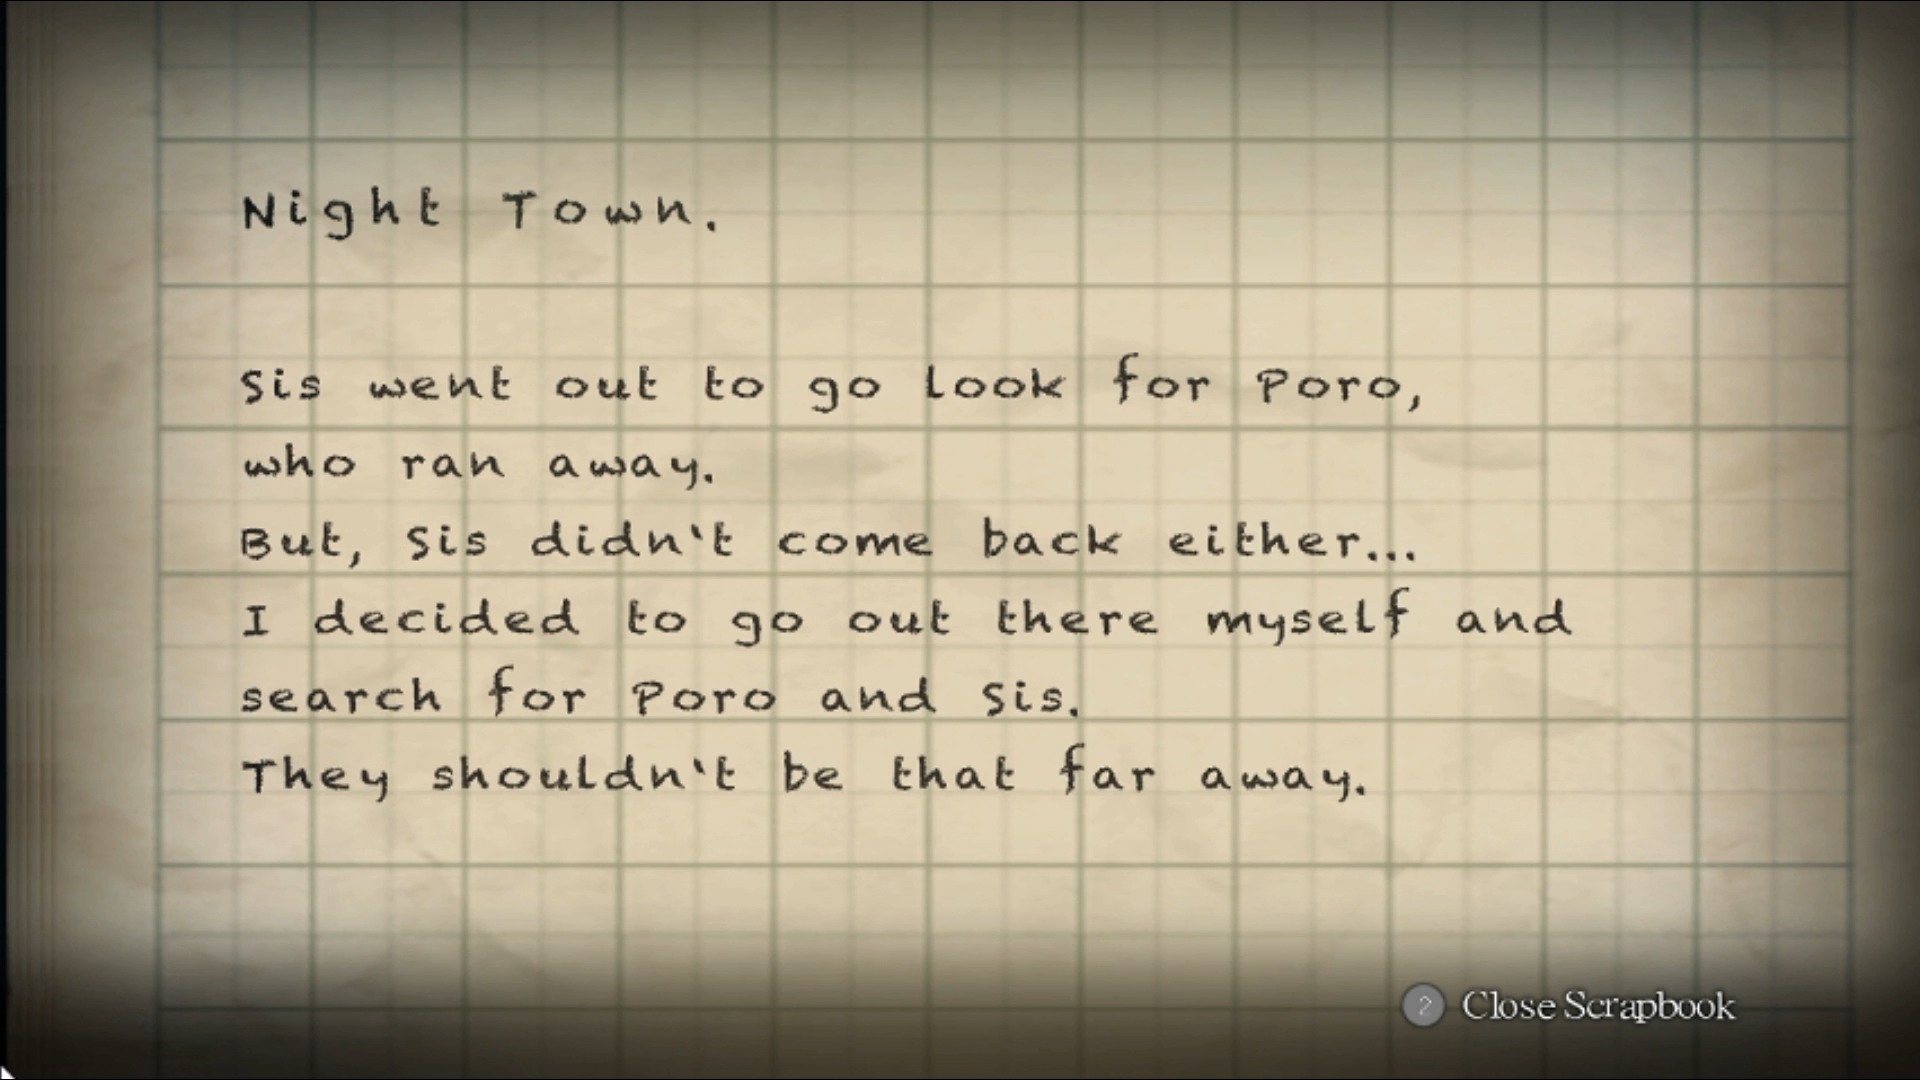 Night Town.
Sis went out to go look for Poro,
who ran away.
But, Sis didn't come back either...
I decided to go out there myself and
search for Poro and Sis.
They shouldn't be that far away.
2 Close Scrapbook